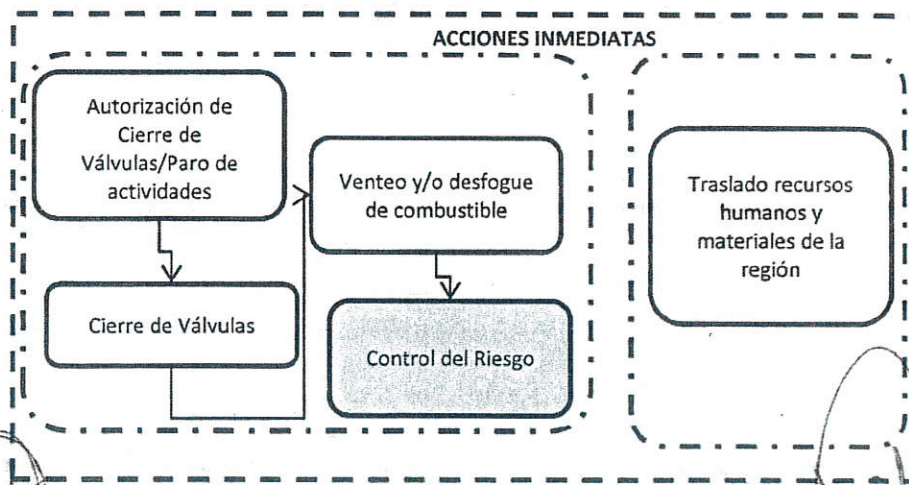 ACCIONES INMEDIATAS
Autorización de
Cierre de
Válvulas/Paro de
actividades
Cierre de Válvulas
Venteo y/o desfogue
de combustible
Control del Riesgo
Traslado recursos
humanos y
materiales de la
región